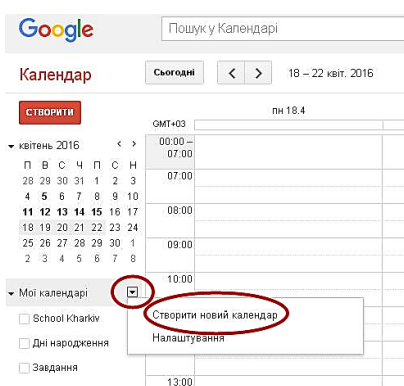 Google
Пошук у Календарі
Календар
Сьогодні < > 18 – 22 квіт. 2016
СТВОРИТИ
пн 18.4
GMT+03
квітень 2016 < >
00:00 –
07:00
П В С Ч П С Н
28 29 30 31 1 2 3
07:00
4 5 6 7 8 9 10
11 12 13 14 15 16 17
08:00
18 19 20 21 22 23 24
25 26 27 28 29 30 1
09:00
2 3 4 5 6 7 8
10:00
Мої календарі
Створити новий календар
School Kharkiv
Налаштування
Дні народження
Завдання
13:00